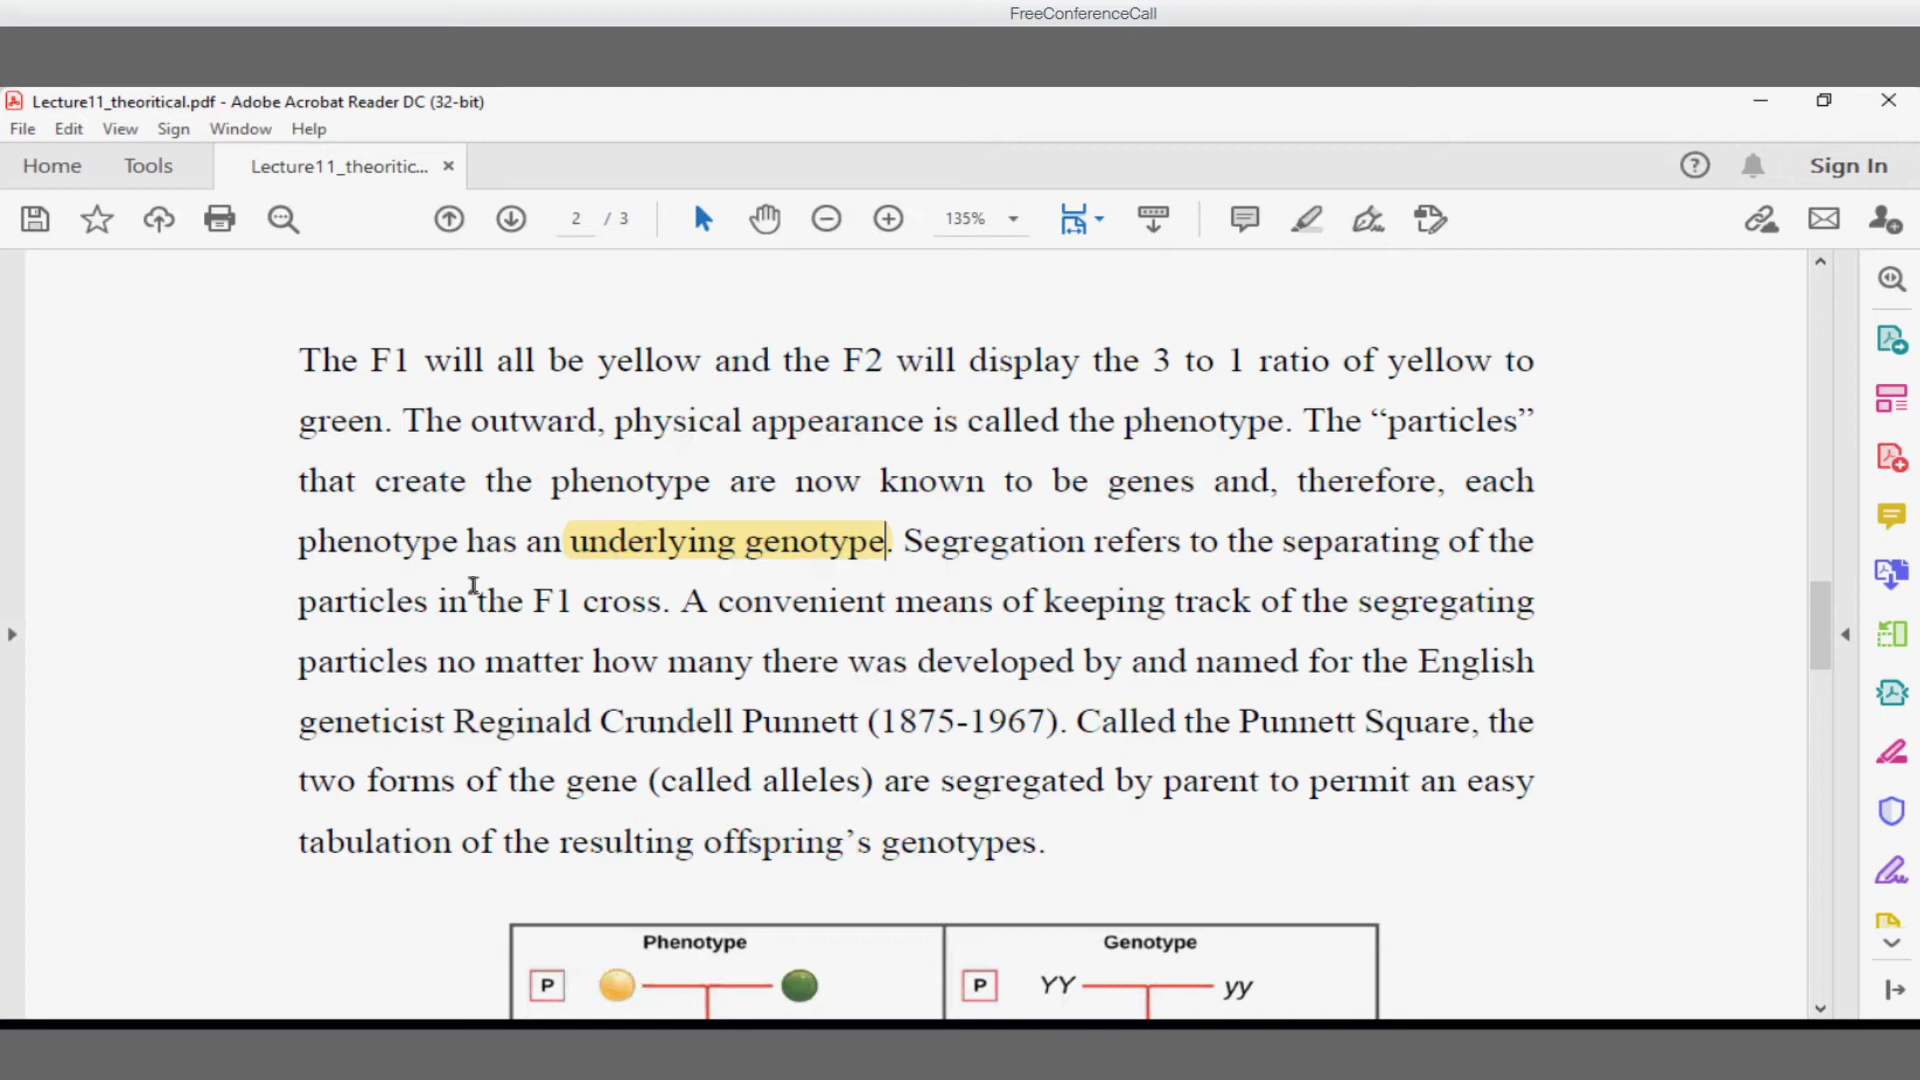 FreeConferenceCall
Lecture11_theoritical.pdf - Adobe Acrobat Reader DC (32-bit)
File Edit View Sign Window Help
Home Tools Lecture11_theoritic... × Sign In
2 / 3 135%
The F1 will all be yellow and the F2 will display the 3 to 1 ratio of yellow to
green. The outward, physical appearance is called the phenotype. The “particles”
that create the phenotype are now known to be genes and, therefore, each
phenotype has an underlying genotype. Segregation refers to the separating of the
particles in the F1 cross. A convenient means of keeping track of the segregating
particles no matter how many there was developed by and named for the English
geneticist Reginald Crundell Punnett (1875-1967). Called the Punnett Square, the
two forms of the gene (called alleles) are segregated by parent to permit an easy
tabulation of the resulting offspring’s genotypes.
Phenotype Genotype
P P YY yy